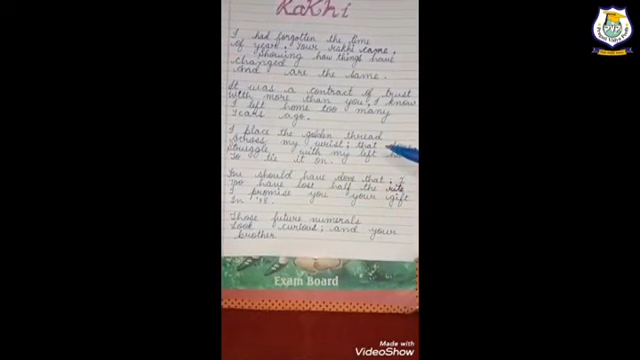 Rakhi
I had forgotten the time
of year. Your rakhi came,
showing how things have
changed
and are the same.
It was a contract of trust
With more than you, I know
I left home too many
Years ago.
I place the golden thread
Across my wrist; that
Struggle with my left
To tie it on.
You should have done that; I
Too have lost half the rite
I promise you your gift
In '88.
Those future numerals
Look curious; and your
brother
Exam Board
Made with
VideoShow
PVP